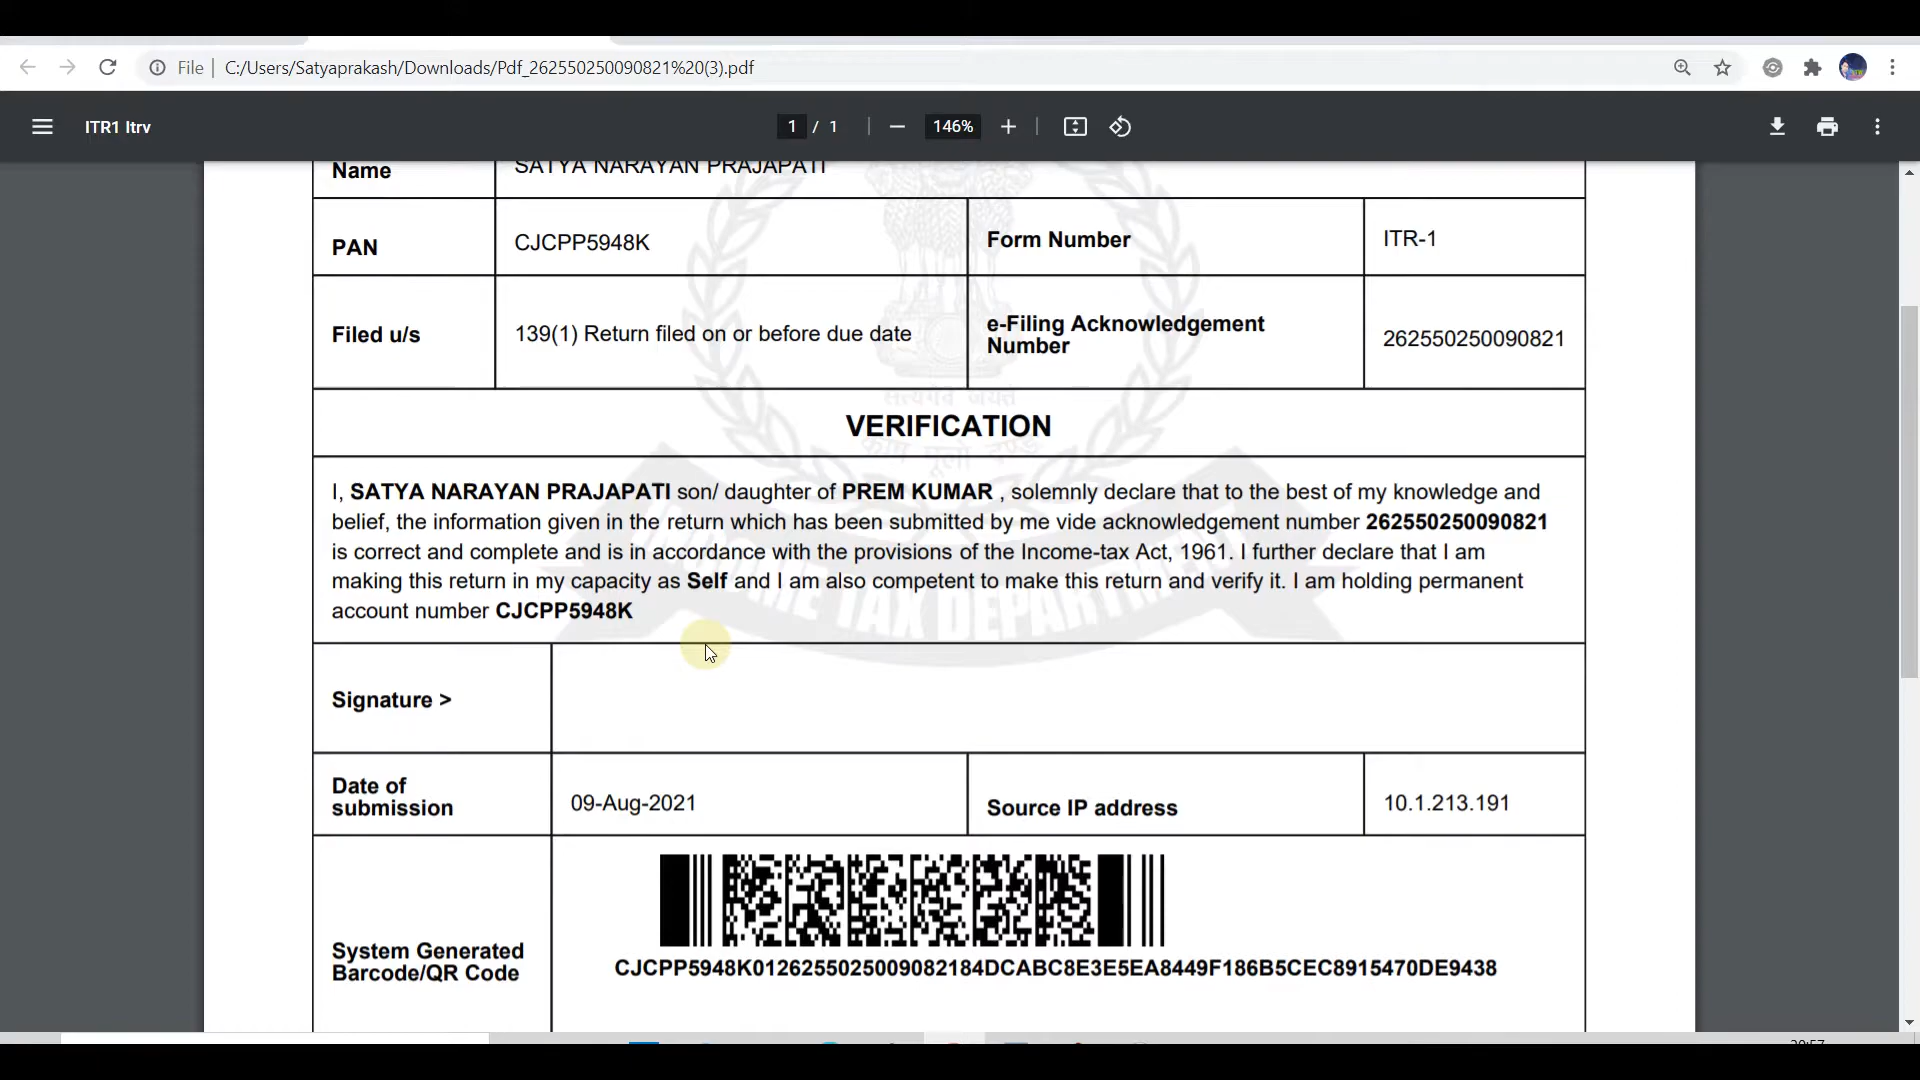 File
C:/Users/Satyaprakash/Downloads/Pdf_262550250090821%20(3).pdf
ITR1 Itrv
1 / 1
146%
Name
SATYA NARAYAN PRAJAPATI
PAN
CJCPP5948K
Form Number
ITR-1
Filed u/s
139(1) Return filed on or before due date
e-Filing Acknowledgement
Number
262550250090821
सत्यमेव जयते
कोष मूलो दण्डः
VERIFICATION
I, SATYA NARAYAN PRAJAPATI son/ daughter of PREM KUMAR , solemnly declare that to the best of my knowledge and
belief, the information given in the return which has been submitted by me vide acknowledgement number 262550250090821
is correct and complete and is in accordance with the provisions of the Income-tax Act, 1961. I further declare that I am
making this return in my capacity as Self and I am also competent to make this return and verify it. I am holding permanent
account number CJCPP5948K
INCOME TAX DEPARTMENT
Signature >
Date of
submission
09-Aug-2021
Source IP address
10.1.213.191
System Generated
Barcode/QR Code
CJCPP5948K0126255025009082184DCABC8E3E5EA8449F186B5CEC8915470DE9438